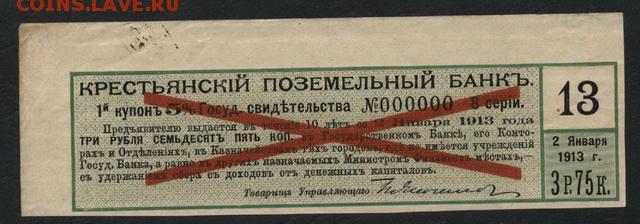 COINS.LAVE.RU
КРЕСТЬЯНСКІЙ ПОЗЕМЕЛЬНЫЙ БАНКЪ.
1й купонъ 5% Госуд. свидѣтельства №000000 8 серіи.
Предъявителю выдается въ теченіе 10 лѣтъ со 2 Января 1913 года
ТРИ РУБЛЯ СЕМЬДЕСЯТЪ ПЯТЬ КОП. въ Государственномъ Банкѣ, его Конто-
рахъ и Отдѣленіяхъ, въ Казначействахъ тѣхъ городовъ, гдѣ не имѣется учрежденій
Госуд. Банка, а равно въ другихъ назначаемыхъ Министромъ Финансовъ мѣстахъ,—
съ удержаніемъ сбора съ доходовъ отъ денежныхъ капиталовъ.
Товарищъ Управляющаго
13
2 Января
1913 г.
3 Р. 75 К.